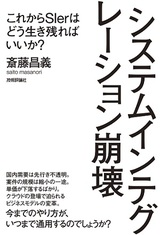 システムインテグ
レーション崩壊
これからSIerは
どう生き残れば
いいか?
斎藤昌義
saito masanori
技術評論社
国内需要は先行き不透明。
案件の規模は縮小の一途。
単価が下落するばかり。
クラウドの登場で迫られる
ビジネスモデルの変革。
今までのやり方が、
いつまで通用するのでしょうか?